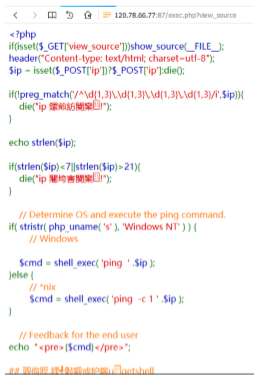 120.78.66.77:87/exec.php?view_source
<?php
if(isset($_GET['view_source']))show_source(__FILE__);
header("Content-type: text/html; charset=utf-8");
$ip = isset($_POST['ip'])?$_POST['ip']:die();
if(!preg_match('/^\d{1,3}\.\d{1,3}\.\d{1,3}\.\d{1,3}/i',$ip)){
die("ip !");
}
echo strlen($ip);
if(strlen($ip)<7||strlen($ip)>21){
die("ip !");
}
// Determine OS and execute the ping command.
if( stristr( php_uname( 's' ), 'Windows NT' ) ) {
// Windows
$cmd = shell_exec( 'ping ' .$ip );
}else {
// *nix
$cmd = shell_exec( 'ping -c 1 ' .$ip );
}
// Feedback for the end user
echo "<pre>{$cmd}</pre>";
##